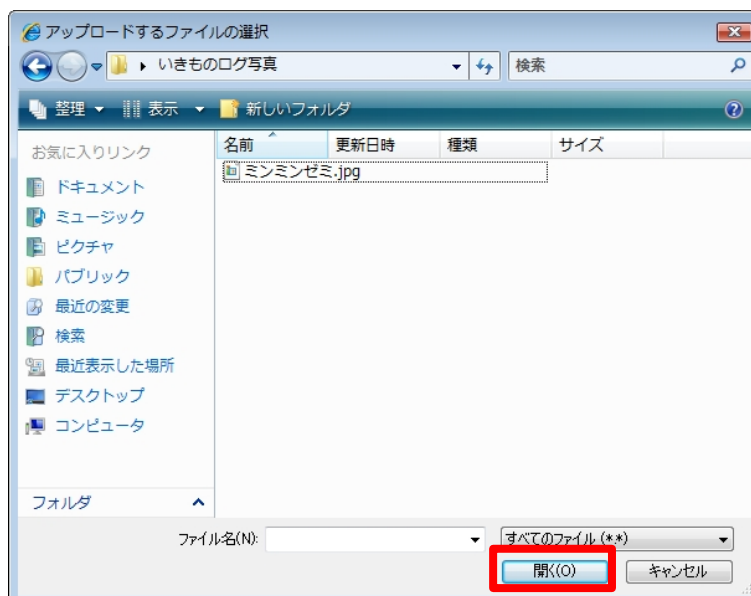 アップロードするファイルの選択
いきものログ写真
検索
整理 表示 新しいフォルダ
お気に入りリンク
ドキュメント
ミュージック
ピクチャ
パブリック
最近の変更
検索
最近表示した場所
デスクトップ
コンピュータ
フォルダ
名前 更新日時 種類 サイズ
ミンミンゼミ.jpg
ファイル名(N):
すべてのファイル (*.*)
開く(O) キャンセル